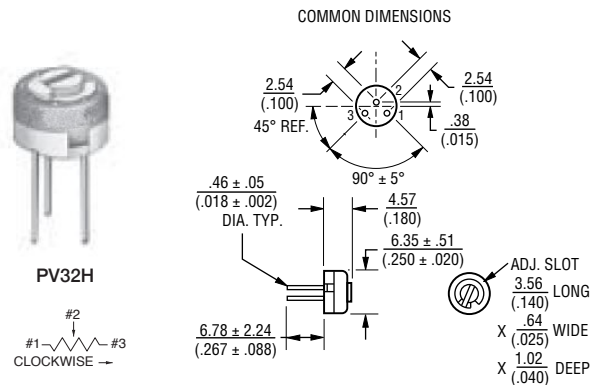 COMMON DIMENSIONS
2.54
(.100)
2.54
(.100)
2
3
1
.38
(.015)
45° REF.
90° ± 5°
.46 ± .05
(.018 ± .002)
DIA. TYP.
4.57
(.180)
6.35 ± .51
(.250 ± .020)
PV32H
ADJ. SLOT
3.56
(.140) LONG
X .64
(.025) WIDE
X 1.02
(.040) DEEP
6.78 ± 2.24
(.267 ± .088)
#2
#1 #3
CLOCKWISE →